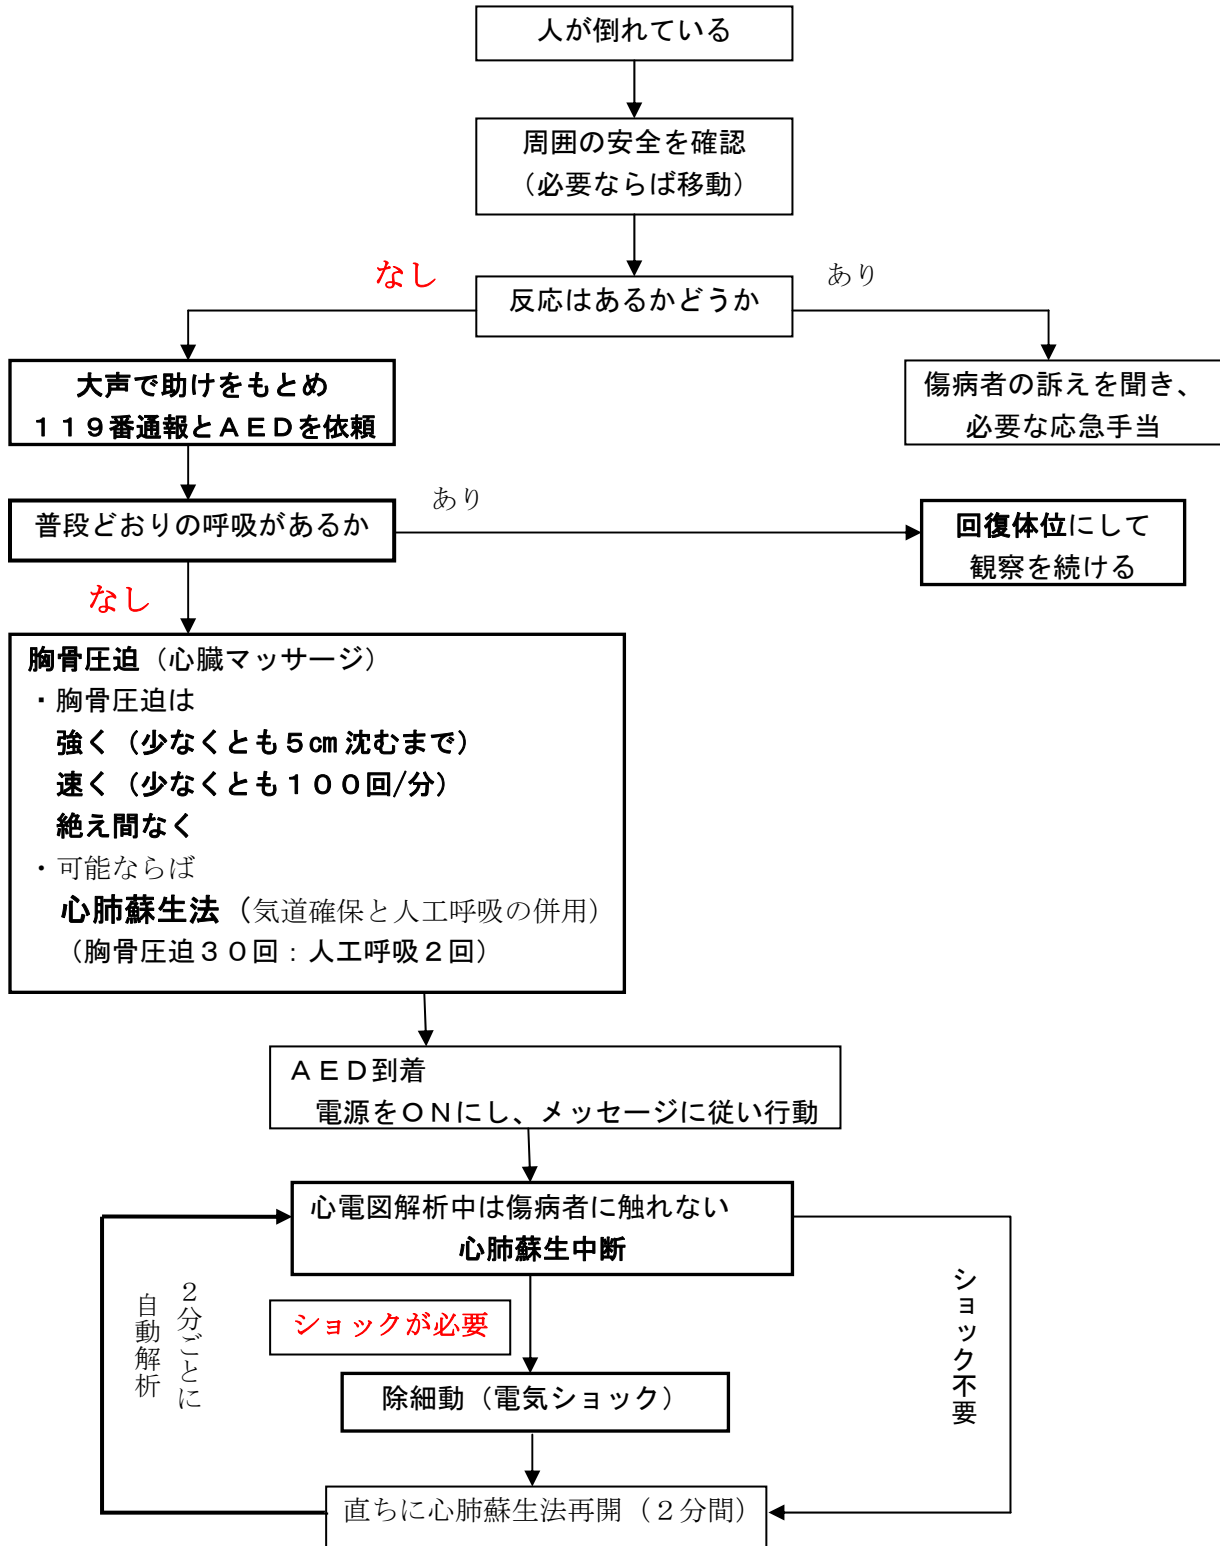 人が倒れている
周囲の安全を確認
（必要ならば移動）
なし
あり
反応はあるかどうか
大声で助けをもとめ
１１９番通報とＡＥＤを依頼
傷病者の訴えを聞き、
必要な応急手当
普段どおりの呼吸があるか
あり
回復体位にして
観察を続ける
なし
胸骨圧迫（心臓マッサージ）
・胸骨圧迫は
強く（少なくとも５㎝沈むまで）
速く（少なくとも１００回/分）
絶え間なく
・可能ならば
心肺蘇生法（気道確保と人工呼吸の併用）
（胸骨圧迫３０回：人工呼吸２回）
ＡＥＤ到着
電源をＯＮにし、メッセージに従い行動
心電図解析中は傷病者に触れない
心肺蘇生中断
２分ごとに
自動解析
ショックが必要
ショック不要
除細動（電気ショック）
直ちに心肺蘇生法再開（２分間）